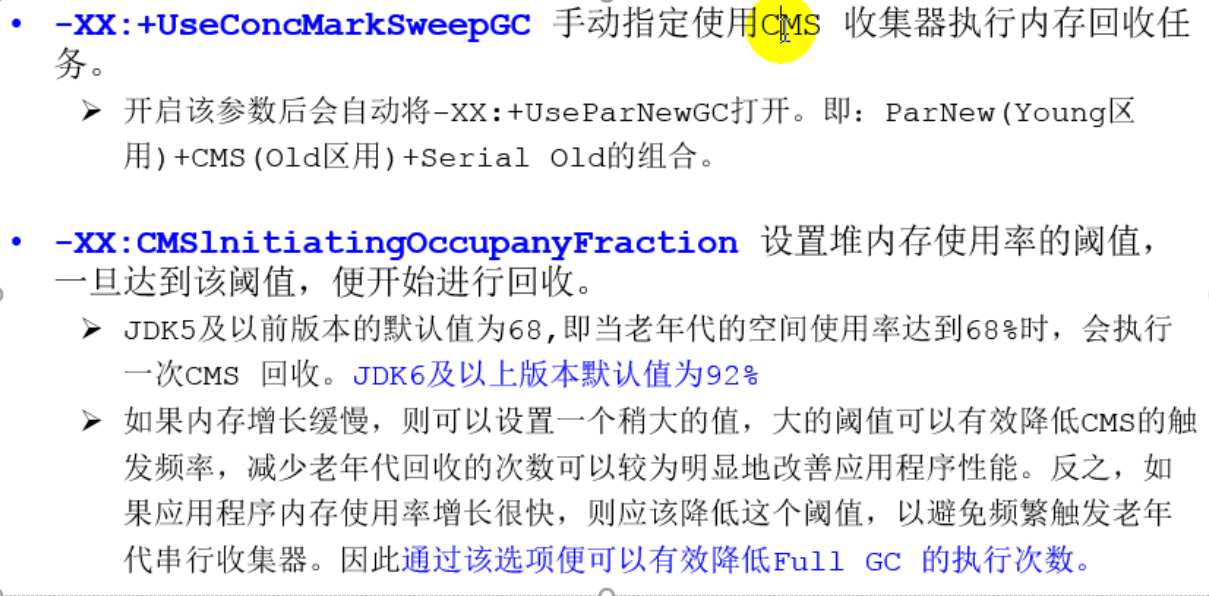 • -XX:+UseConcMarkSweepGC 手动指定使用CMS 收集器执行内存回收任
务。
➢ 开启该参数后会自动将-XX:+UseParNewGC打开。即：ParNew(Young区
用)+CMS(Old区用)+Serial Old的组合。
• -XX:CMSlnitiatingOccupanyFraction 设置堆内存使用率的阈值，
一旦达到该阈值，便开始进行回收。
➢ JDK5及以前版本的默认值为68,即当老年代的空间使用率达到68%时，会执行
一次CMS 回收。JDK6及以上版本默认值为92%
➢ 如果内存增长缓慢，则可以设置一个稍大的值，大的阈值可以有效降低CMS的触
发频率，减少老年代回收的次数可以较为明显地改善应用程序性能。反之，如
果应用程序内存使用率增长很快，则应该降低这个阈值，以避免频繁触发老年
代串行收集器。因此通过该选项便可以有效降低Full GC 的执行次数。